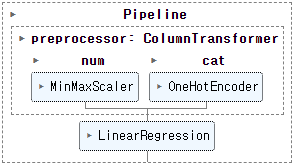 Pipeline
preprocessor: ColumnTransformer
num cat
MinMaxScaler OneHotEncoder
LinearRegression